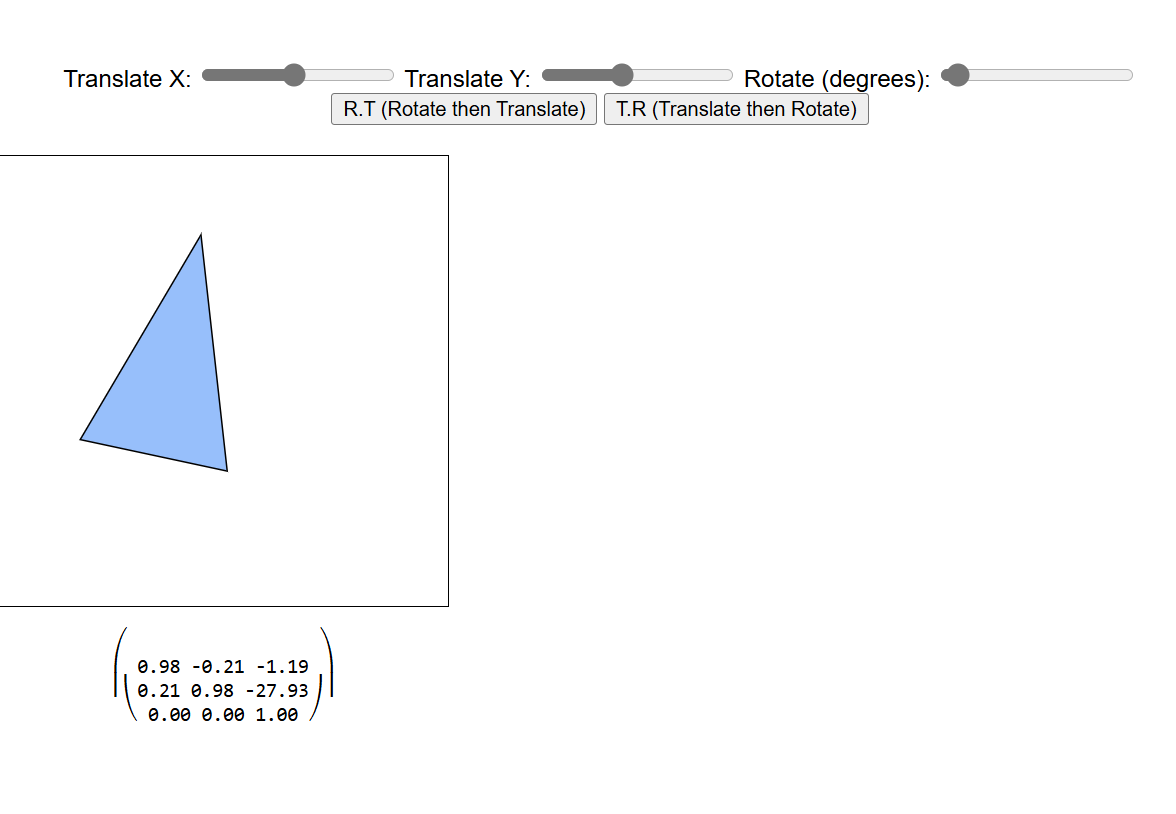 Translate X: Translate Y: Rotate (degrees):
R.T (Rotate then Translate) T.R (Translate then Rotate)
0.98 -0.21 -1.19
0.21 0.98 -27.93
0.00 0.00 1.00